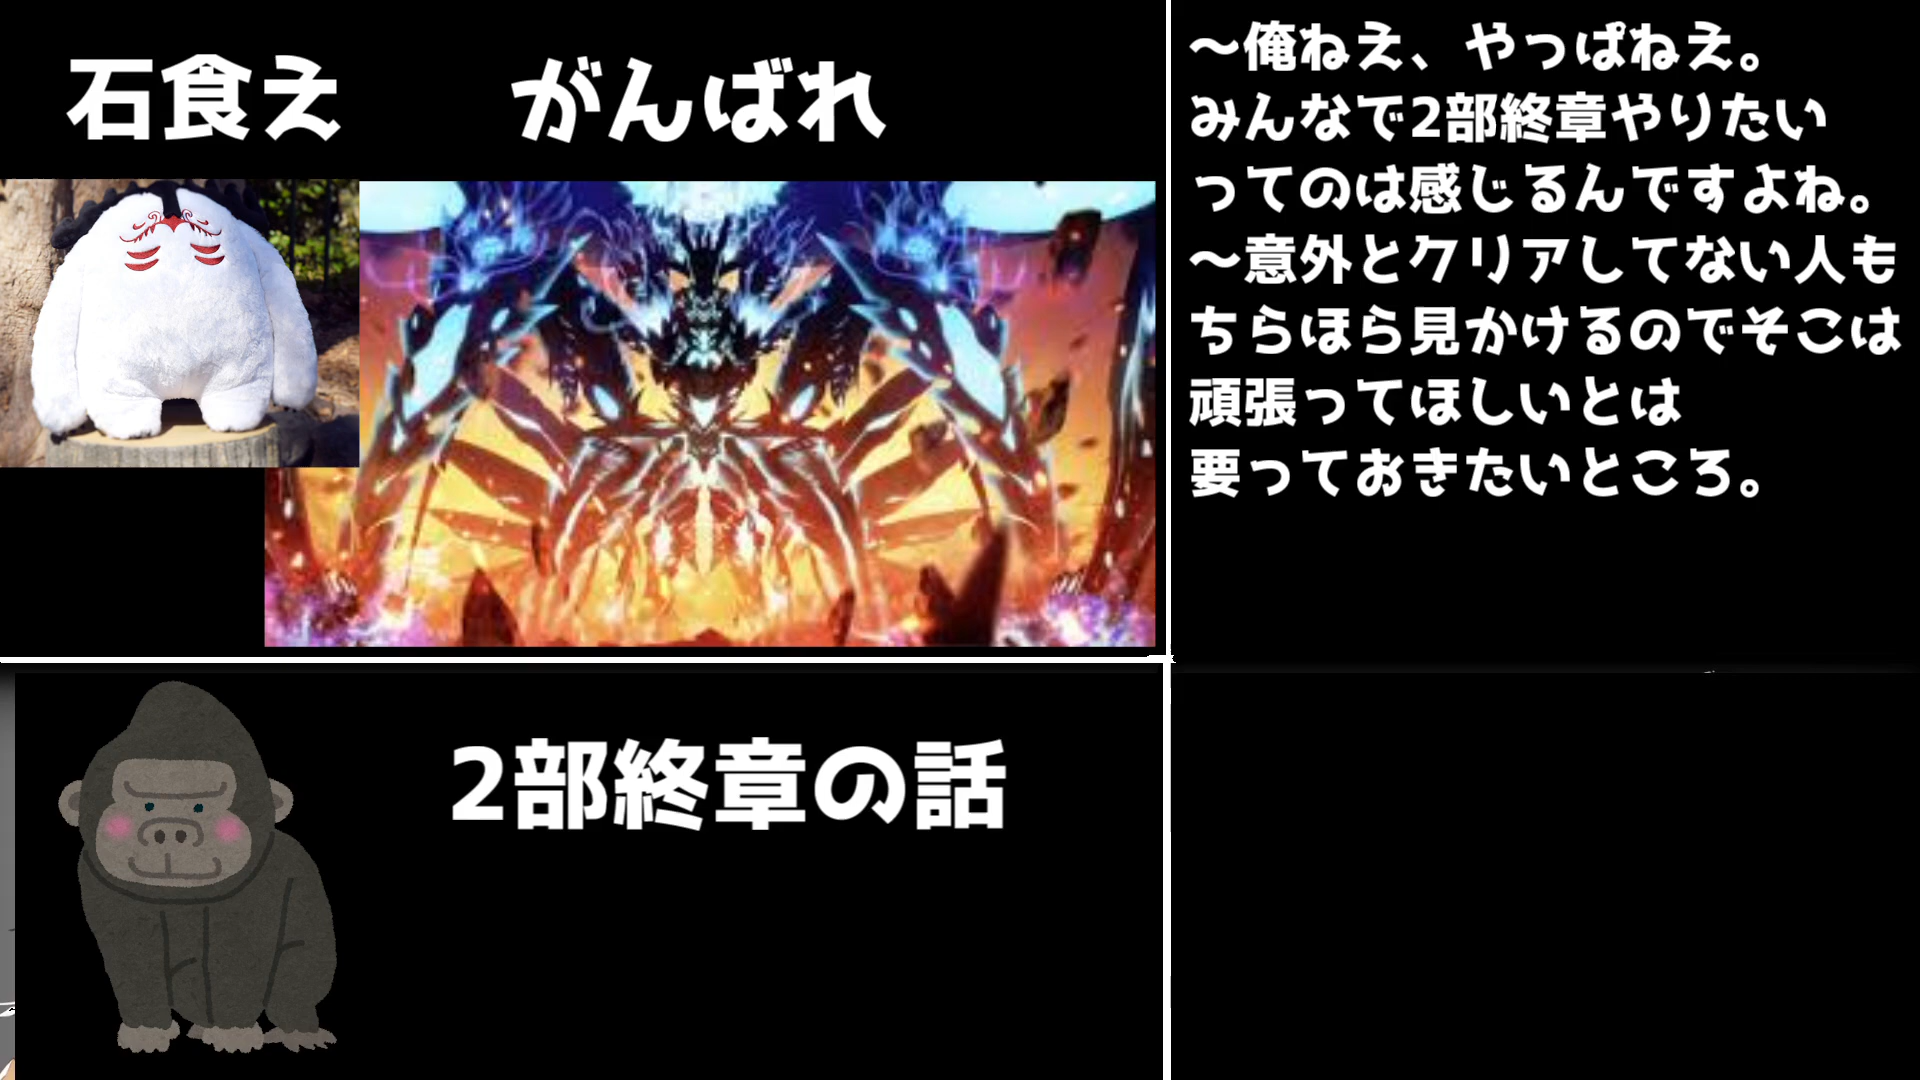 石食え がんばれ
～俺ねえ、やっぱねえ。
みんなで2部終章やりたい
ってのは感じるんですよね。
～意外とクリアしてない人も
ちらほら見かけるのでそこは
頑張ってほしいとは
要っておきたいところ。
2部終章の話